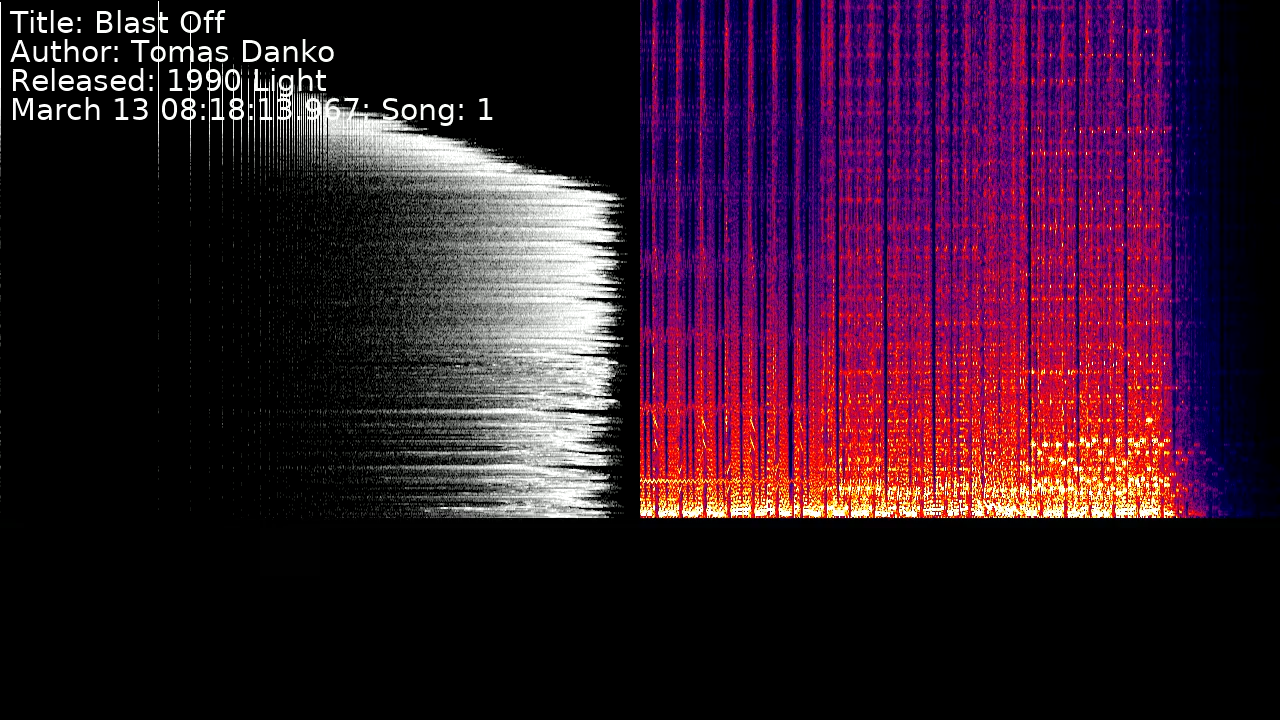 Title: Blast Off
Author: Tomas Danko
Released: 1990 Light
March 13 08:18:13.967; Song: 1